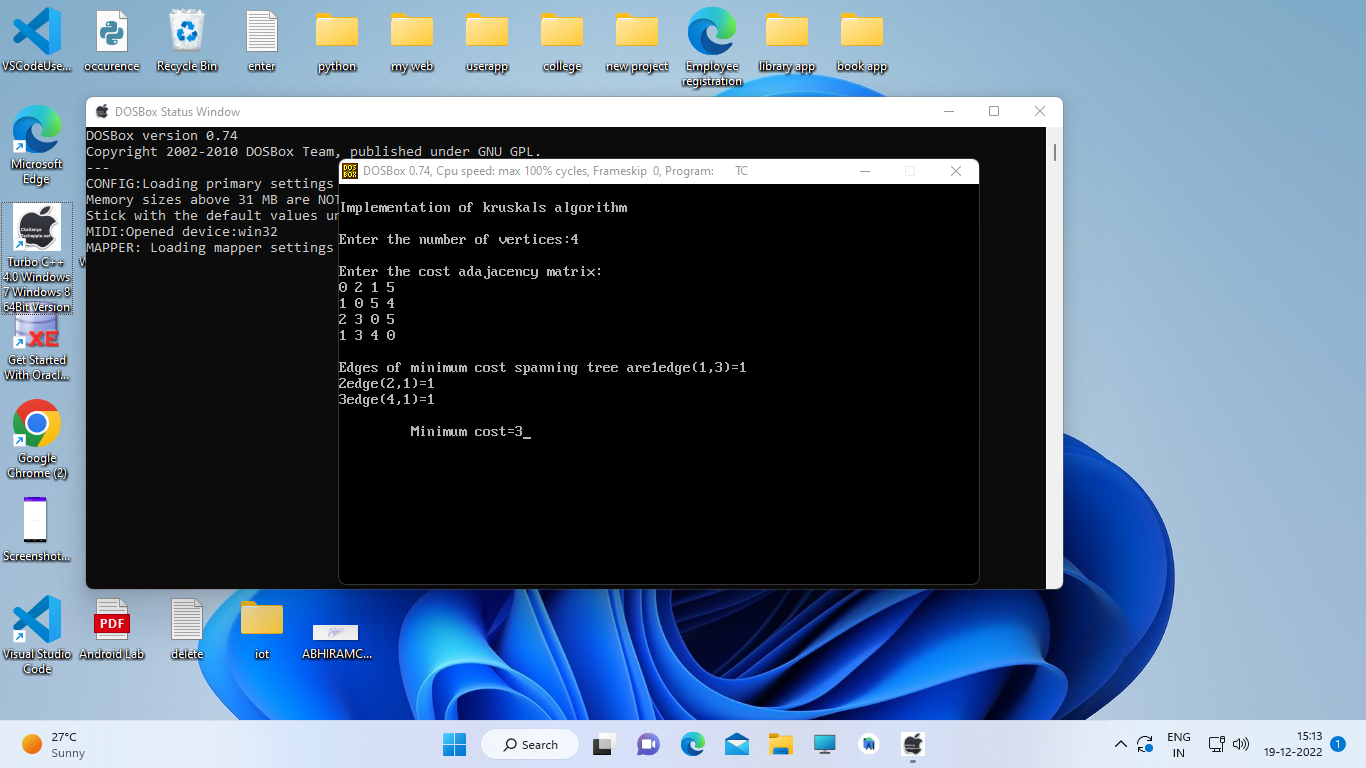 VSCodeUse...
occurence
Recycle Bin
enter
python
my web
userapp
college
new project
Employee
registration
library app
book app
Microsoft
Edge
Chaitanya
Techapple.net
Turbo C++
4.0 Windows
7 Windows 8
64Bit Version
XE
Get Started
With Oracl...
Google
Chrome (2)
Screenshot...
Visual Studio
Code
PDF
Android Lab
delete
iot
ABHIRAMC...
DOSBox Status Window
DOSBox version 0.74
Copyright 2002-2010 DOSBox Team, published under GNU GPL.
---
CONFIG:Loading primary settings
Memory sizes above 31 MB are NOT
Stick with the default values un
MIDI:Opened device:win32
MAPPER: Loading mapper settings
DOS
BOX
DOSBox 0.74, Cpu speed: max 100% cycles, Frameskip 0, Program: TC
Implementation of kruskals algorithm
Enter the number of vertices:4
Enter the cost adajacency matrix:
0 2 1 5
1 0 5 4
2 3 0 5
1 3 4 0
Edges of minimum cost spanning tree are1edge(1,3)=1
2edge(2,1)=1
3edge(4,1)=1
Minimum cost=3_
27°C
Sunny
Search
ENG
IN
15:13
19-12-2022
1